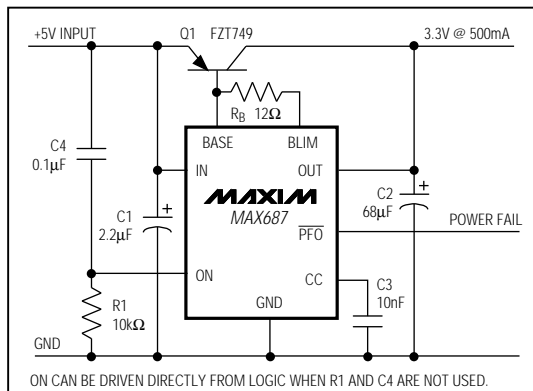 +5V INPUT Q1 FZT749 3.3V @ 500mA
RB 12Ω
BASE BLIM
C4
0.1µF
IN OUT
MAXIM
MAX687
C1
2.2µF
+
C2
68µF
+
PFO POWER FAIL
ON CC
C3
10nF
R1
10kΩ
GND
GND
ON CAN BE DRIVEN DIRECTLY FROM LOGIC WHEN R1 AND C4 ARE NOT USED.